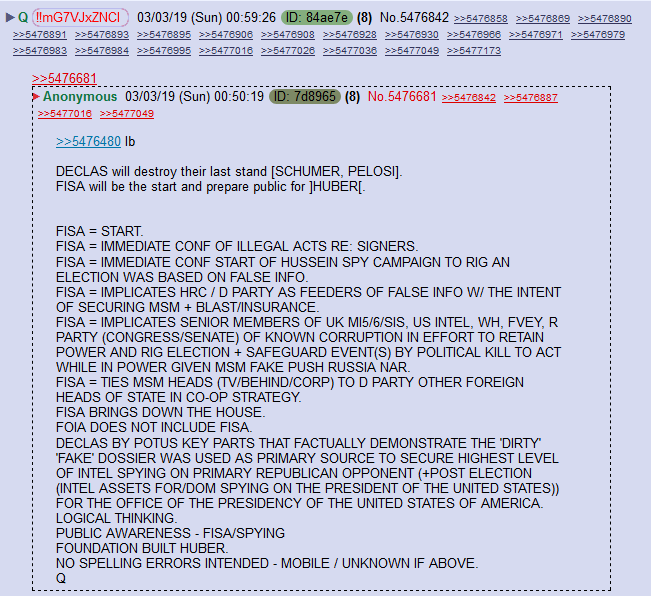 Q !!mG7VJxZNCI 03/03/19 (Sun) 00:59:26 ID: 84ae7e (8) No.5476842 >>5476858 >>5476869 >>5476890
>>5476891 >>5476893 >>5476895 >>5476906 >>5476908 >>5476928 >>5476930 >>5476966 >>5476971 >>5476979
>>5476983 >>5476984 >>5476995 >>5477016 >>5477026 >>5477036 >>5477049 >>5477173
>>5476681
Anonymous 03/03/19 (Sun) 00:50:19 ID: 7d8965 (8) No.5476681 >>5476842 >>5476887
>>5477016 >>5477049
>>5476480 lb
DECLAS will destroy their last stand [SCHUMER, PELOSI].
FISA will be the start and prepare public for ]HUBER[.
FISA = START.
FISA = IMMEDIATE CONF OF ILLEGAL ACTS RE: SIGNERS.
FISA = IMMEDIATE CONF START OF HUSSEIN SPY CAMPAIGN TO RIG AN
ELECTION WAS BASED ON FALSE INFO.
FISA = IMPLICATES HRC / D PARTY AS FEEDERS OF FALSE INFO W/ THE INTENT
OF SECURING MSM + BLAST/INSURANCE.
FISA = IMPLICATES SENIOR MEMBERS OF UK MI5/6/SIS, US INTEL, WH, FVEY, R
PARTY (CONGRESS/SENATE) OF KNOWN CORRUPTION IN EFFORT TO RETAIN
POWER AND RIG ELECTION + SAFEGUARD EVENT(S) BY POLITICAL KILL TO ACT
WHILE IN POWER GIVEN MSM FAKE PUSH RUSSIA NAR.
FISA = TIES MSM HEADS (TV/BEHIND/CORP) TO D PARTY OTHER FOREIGN
HEADS OF STATE IN CO-OP STRATEGY.
FISA BRINGS DOWN THE HOUSE.
FOIA DOES NOT INCLUDE FISA.
DECLAS BY POTUS KEY PARTS THAT FACTUALLY DEMONSTRATE THE 'DIRTY'
'FAKE' DOSSIER WAS USED AS PRIMARY SOURCE TO SECURE HIGHEST LEVEL
OF INTEL SPYING ON PRIMARY REPUBLICAN OPPONENT (+POST ELECTION
(INTEL ASSETS FOR/DOM SPYING ON THE PRESIDENT OF THE UNITED STATES))
FOR THE OFFICE OF THE PRESIDENCY OF THE UNITED STATES OF AMERICA.
LOGICAL THINKING.
PUBLIC AWARENESS - FISA/SPYING
FOUNDATION BUILT HUBER.
NO SPELLING ERRORS INTENDED - MOBILE / UNKNOWN IF ABOVE.
Q